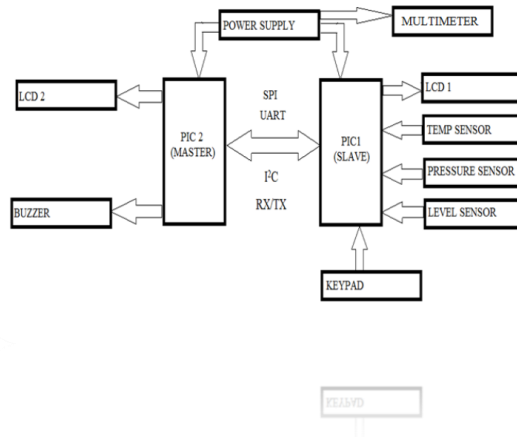 POWER SUPPLY
MULTIMETER
LCD 2
PIC 2
(MASTER)
BUZZER
SPI
UART
I²C
RX/TX
PIC1
(SLAVE)
LCD 1
TEMP SENSOR
PRESSURE SENSOR
LEVEL SENSOR
KEYPAD
KEYPAD